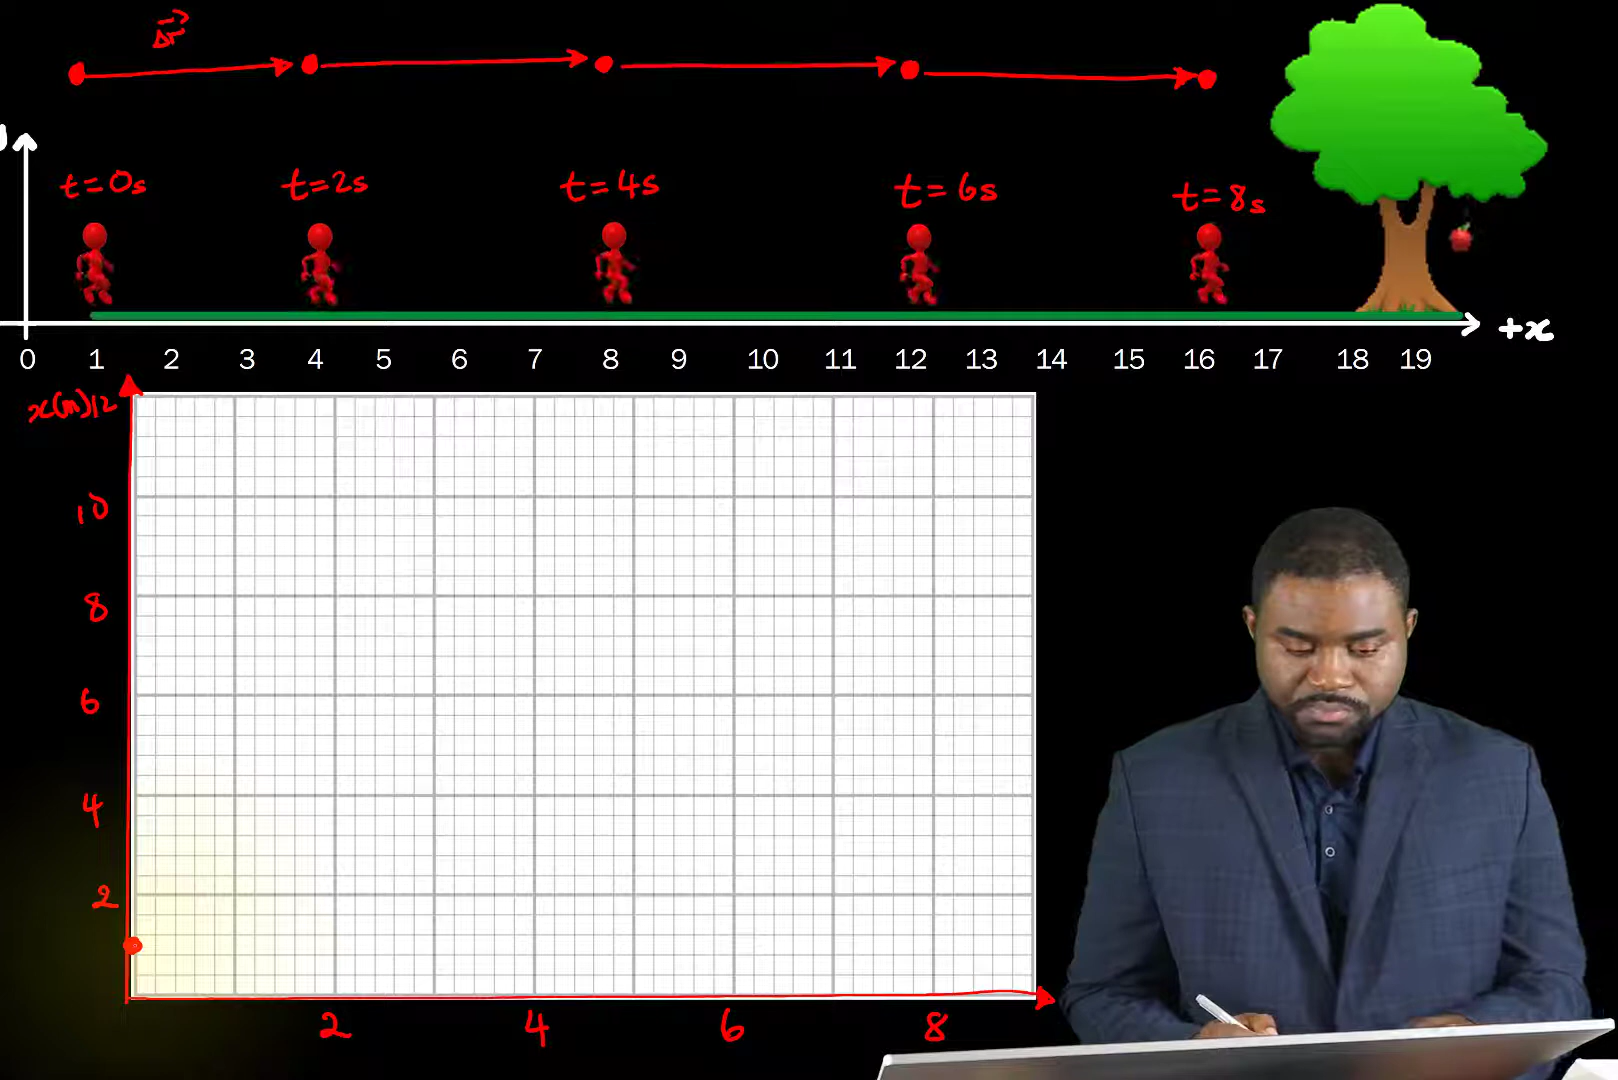 Δr
y
t=0s t=2s t=4s t=6s t=8s
+x
0 1 2 3 4 5 6 7 8 9 10 11 12 13 14 15 16 17 18 19
x(m) 12
10
8
6
4
2
2 4 6 8